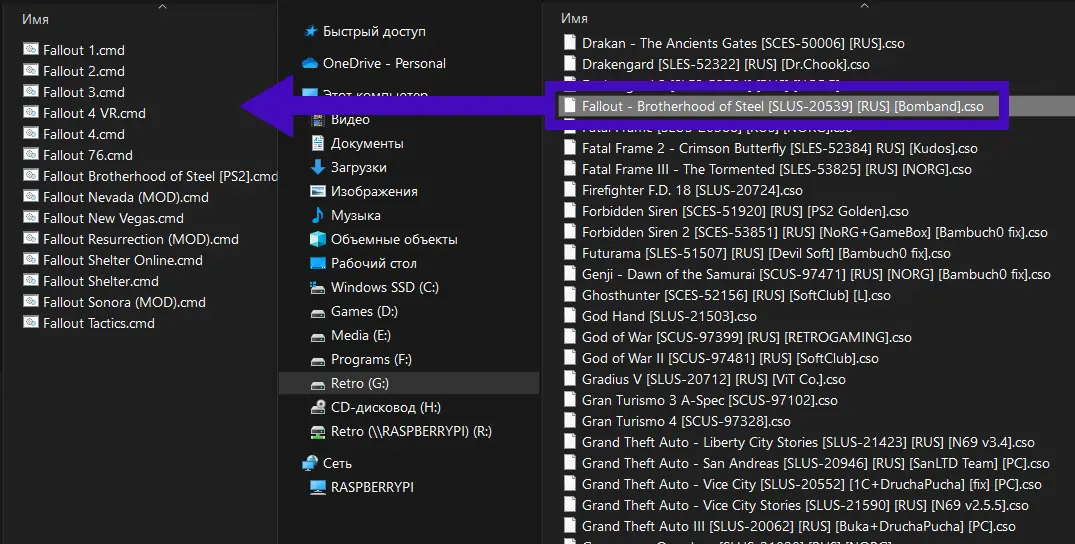 Имя
Fallout 1.cmd
Fallout 2.cmd
Fallout 3.cmd
Fallout 4 VR.cmd
Fallout 4.cmd
Fallout 76.cmd
Fallout Brotherhood of Steel [PS2].cmd
Fallout Nevada (MOD).cmd
Fallout New Vegas.cmd
Fallout Resurrection (MOD).cmd
Fallout Shelter Online.cmd
Fallout Shelter.cmd
Fallout Sonora (MOD).cmd
Fallout Tactics.cmd
Быстрый доступ
OneDrive - Personal
Этот компьютер
Видео
Документы
Загрузки
Изображения
Музыка
Объемные объекты
Рабочий стол
Windows SSD (C:)
Games (D:)
Media (E:)
Programs (F:)
Retro (G:)
CD-дисковод (H:)
Retro (\\RASPBERRYPI) (R:)
Сеть
RASPBERRYPI
Имя
Drakan - The Ancients Gates [SCES-50006] [RUS].cso
Drakengard [SLES-52322] [RUS] [Dr.Chook].cso
Fallout - Brotherhood of Steel [SLUS-20539] [RUS] [Bomband].cso
Fatal Frame [RUS] [NORG].cso
Fatal Frame 2 - Crimson Butterfly [SLES-52384] RUS] [Kudos].cso
Fatal Frame III - The Tormented [SLES-53825] [RUS] [NORG].cso
Firefighter F.D. 18 [SLUS-20724].cso
Forbidden Siren [SCES-51920] [RUS] [PS2 Golden].cso
Forbidden Siren 2 [SCES-53851] [RUS] [NoRG+GameBox] [Bambuch0 fix].cso
Futurama [SLES-51507] [RUS] [Devil Soft] [Bambuch0 fix].cso
Genji - Dawn of the Samurai [SCUS-97471] [RUS] [NORG] [Bambuch0 fix].cso
Ghosthunter [SCES-52156] [RUS] [SoftClub] [L].cso
God Hand [SLUS-21503].cso
God of War [SCUS-97399] [RUS] [RETROGAMING].cso
God of War II [SCUS-97481] [RUS] [SoftClub].cso
Gradius V [SLUS-20712] [RUS] [ViT Co.].cso
Gran Turismo 3 A-Spec [SCUS-97102].cso
Gran Turismo 4 [SCUS-97328].cso
Grand Theft Auto - Liberty City Stories [SLUS-21423] [RUS] [N69 v3.4].cso
Grand Theft Auto - San Andreas [SLUS-20946] [RUS] [SanLTD Team] [PC].cso
Grand Theft Auto - Vice City [SLUS-20552] [1C+DruchaPucha] [fix] [PC].cso
Grand Theft Auto - Vice City Stories [SLUS-21590] [RUS] [N69 v2.5.5].cso
Grand Theft Auto III [SLUS-20062] [RUS] [Buka+DruchaPucha] [PC].cso